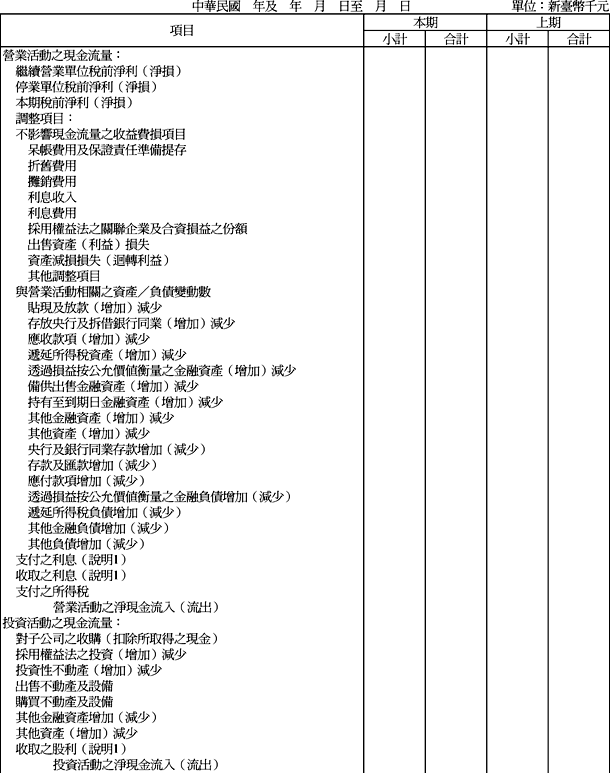 中華民國　年及　年　月　日至　月　日　單位：新臺幣千元
項目　本期　上期
小計　合計　小計　合計
營業活動之現金流量：
繼續營業單位稅前淨利（淨損）
停業單位稅前淨利（淨損）
本期稅前淨利（淨損）
調整項目：
不影響現金流量之收益費損項目
呆帳費用及保證責任準備提存
折舊費用
攤銷費用
利息收入
利息費用
採用權益法之關聯企業及合資損益之份額
出售資產（利益）損失
資產減損損失（迴轉利益）
其他調整項目
與營業活動相關之資產／負債變動數
貼現及放款（增加）減少
存放央行及拆借銀行同業（增加）減少
應收款項（增加）減少
遞延所得稅資產（增加）減少
透過損益按公允價值衡量之金融資產（增加）減少
備供出售金融資產（增加）減少
持有至到期日金融資產（增加）減少
其他金融資產（增加）減少
其他資產（增加）減少
央行及銀行同業存款增加（減少）
存款及匯款增加（減少）
應付款項增加（減少）
透過損益按公允價值衡量之金融負債增加（減少）
遞延所得稅負債增加（減少）
其他金融負債增加（減少）
其他負債增加（減少）
支付之利息（說明1）
收取之利息（說明1）
支付之所得稅
營業活動之淨現金流入（流出）
投資活動之現金流量：
對子公司之收購（扣除所取得之現金）
採用權益法之投資（增加）減少
投資性不動產（增加）減少
出售不動產及設備
購買不動產及設備
其他金融資產增加（減少）
其他資產（增加）減少
收取之股利（說明1）
投資活動之淨現金流入（流出）